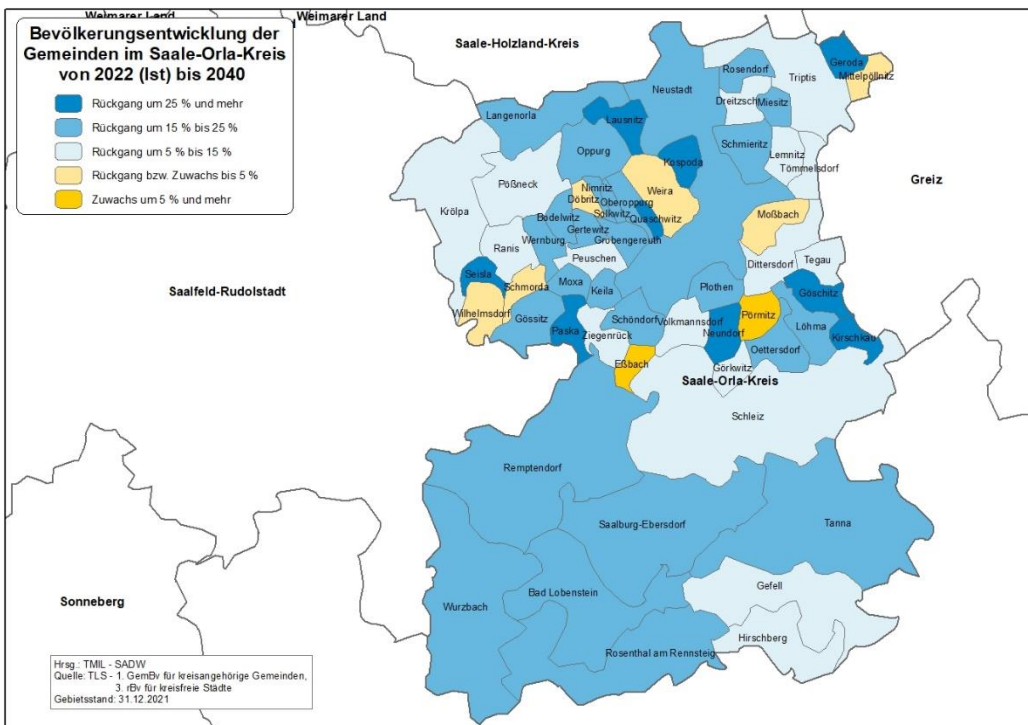 Weimarer Land
Weimarer Land
Bevölkerungsentwicklung der
Gemeinden im Saale-Orla-Kreis
von 2022 (Ist) bis 2040
Rückgang um 25 % und mehr
Rückgang um 15 % bis 25 %
Rückgang um 5 % bis 15 %
Rückgang bzw. Zuwachs bis 5 %
Zuwachs um 5 % und mehr
Saale-Holzland-Kreis
Geroda
Mittelpöllnitz
Rosendorf
Triptis
Neustadt
Dreitzsch
Miesitz
Langenorla
Lausnitz
Schmieritz
Oppurg
Kospoda
Lemnitz
Tömmelsdorf
Greiz
Pößneck
Nimritz
Weira
Döbritz
Oberoppurg
Krölpa
Solkwitz
Moßbach
Bodelwitz
Quaschwitz
Gertewitz
Wernburg
Grobengereuth
Ranis
Peuschen
Dittersdorf
Tegau
Seisla
Saalfeld-Rudolstadt
Schmorda
Moxa
Keila
Plothen
Göschitz
Wilhelmsdorf
Gössitz
Paska
Schöndorf
Volkmannsdorf
Pörmitz
Löhma
Ziegenrück
Neundorf
Kirschkau
Oettersdorf
Eßbach
Görkwitz
Saale-Orla-Kreis
Schleiz
Remptendorf
Saalburg-Ebersdorf
Tanna
Gefell
Sonneberg
Wurzbach
Bad Lobenstein
Hirschberg
Rosenthal am Rennsteig
Hrsg.: TMIL - SADW
Quelle: TLS - 1. GemBv für kreisangehörige Gemeinden,
3. rBv für kreisfreie Städte
Gebietsstand: 31.12.2021